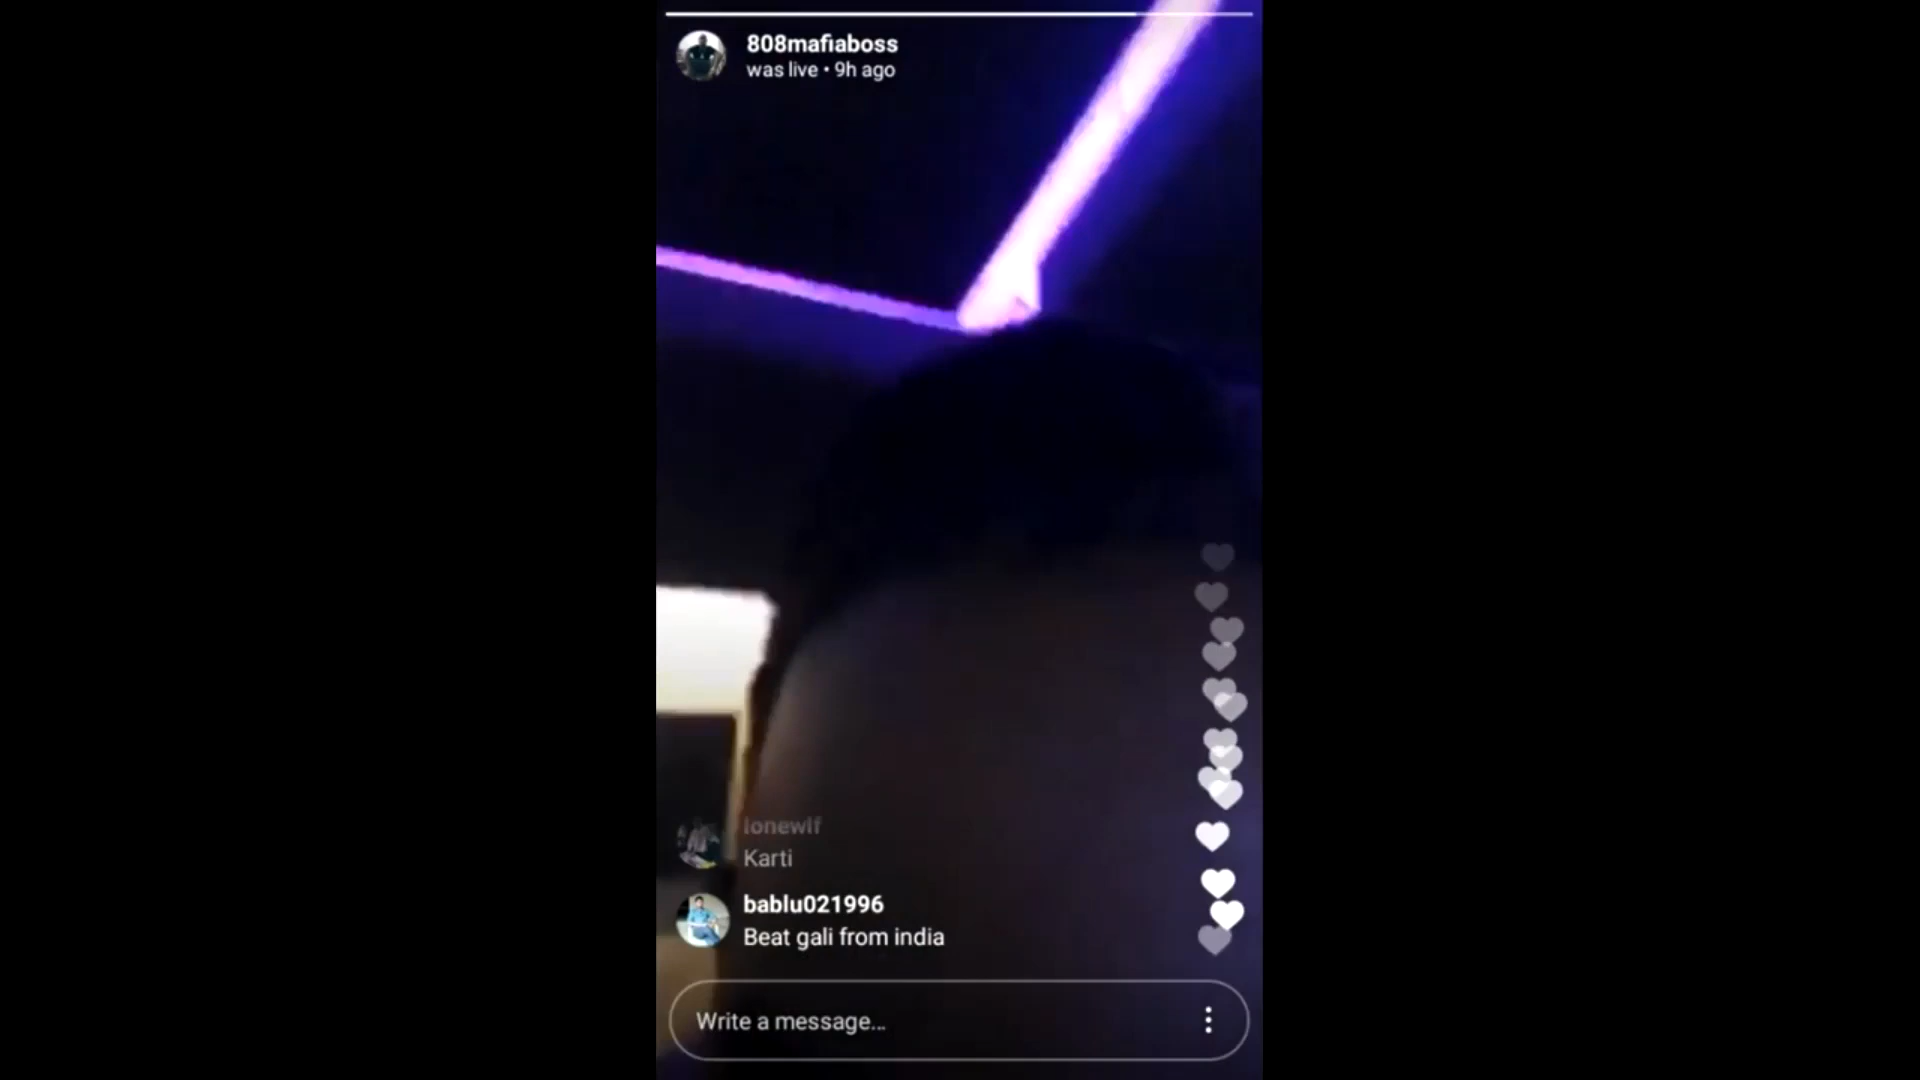 808mafiaboss
was live • 9h ago
lonewlf
Karti
bablu021996
Beat gali from india
Write a message...